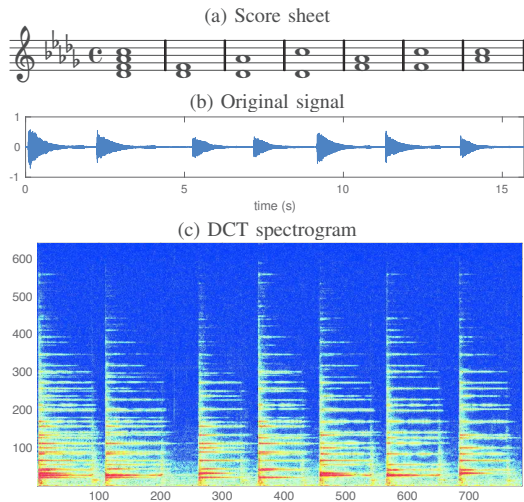 (a) Score sheet
(b) Original signal
1
0
-1
0 5 10 15
time (s)
(c) DCT spectrogram
600
500
400
300
200
100
100 200 300 400 500 600 700